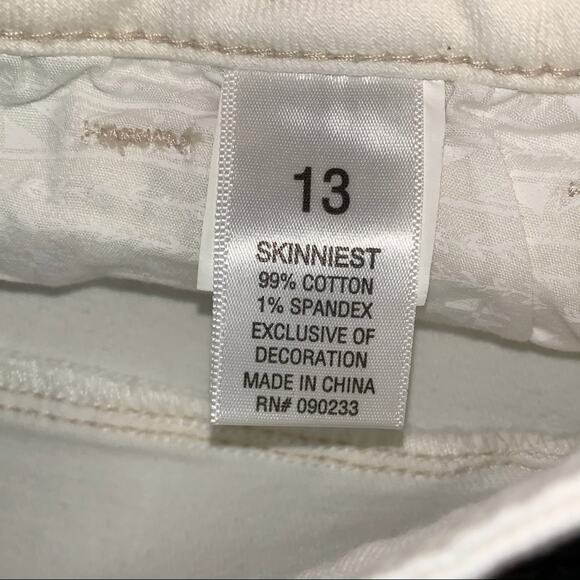 13
SKINNIEST
99% COTTON
1% SPANDEX
EXCLUSIVE OF
DECORATION
MADE IN CHINA
RN# 090233